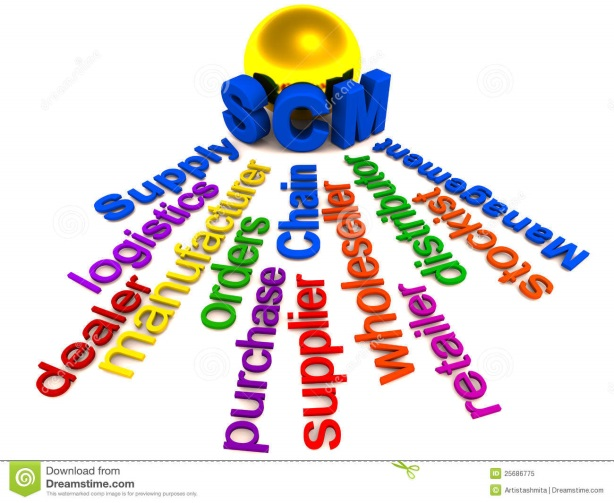 SCM
Supply
logistics
dealer
manufacturer
orders
purchase
Chain
supplier
wholeseller
distributor
retailer
stockist
Management
Download from
Dreamstime.com
This watermarked comp image is for previewing purposes only.
25686775
Artistashmita | Dreamstime.com